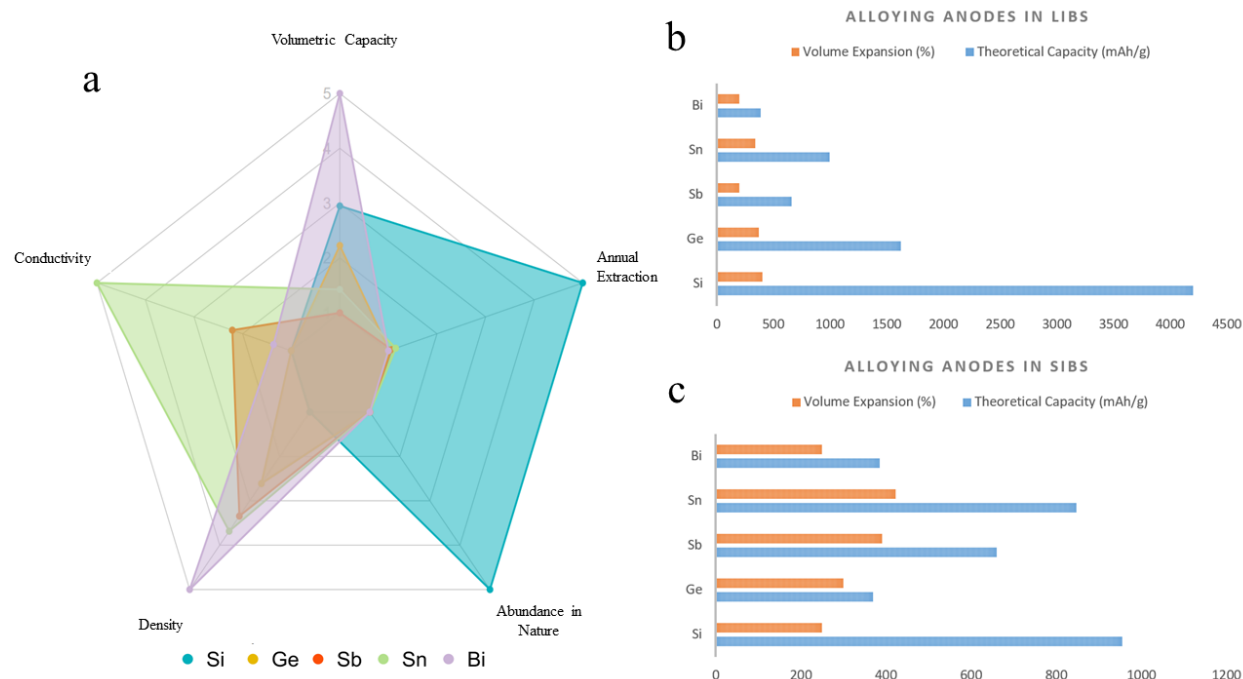 a
Volumetric Capacity
5
4
3
2
Conductivity
Annual
Extraction
Density
Abundance in
Nature
Si Ge Sb Sn Bi
b
ALLOYING ANODES IN LIBS
Volume Expansion (%) Theoretical Capacity (mAh/g)
Bi
Sn
Sb
Ge
Si
0 500 1000 1500 2000 2500 3000 3500 4000 4500
ALLOYING ANODES IN SIBS
c
Volume Expansion (%) Theoretical Capacity (mAh/g)
Bi
Sn
Sb
Ge
Si
0 200 400 600 800 1000 1200